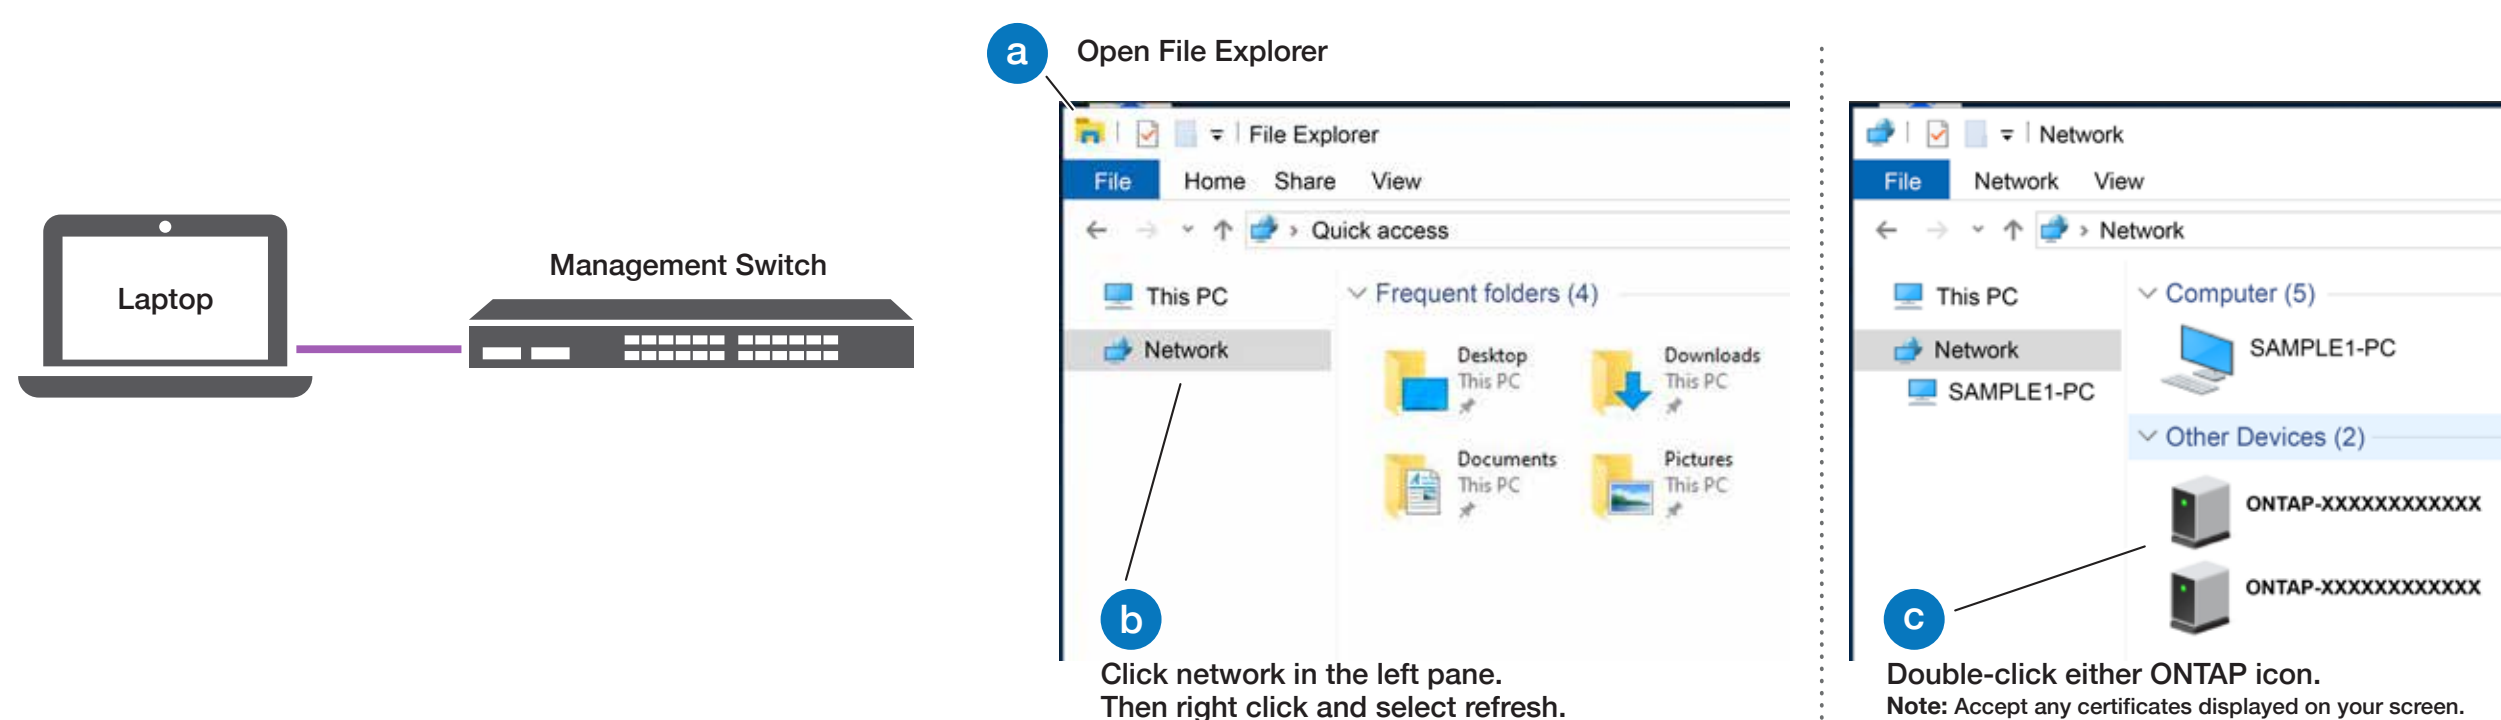 Laptop
Management Switch
a
Open File Explorer
File Explorer
File Home Share View
Quick access
This PC
Network
Frequent folders (4)
Desktop
This PC
Downloads
This PC
Documents
This PC
Pictures
This PC
b
Click network in the left pane.
Then right click and select refresh.
Network
File Network View
Network
This PC
Network
SAMPLE1-PC
Computer (5)
SAMPLE1-PC
Other Devices (2)
ONTAP-XXXXXXXXXXXX
ONTAP-XXXXXXXXXXXX
c
Double-click either ONTAP icon.
Note: Accept any certificates displayed on your screen.